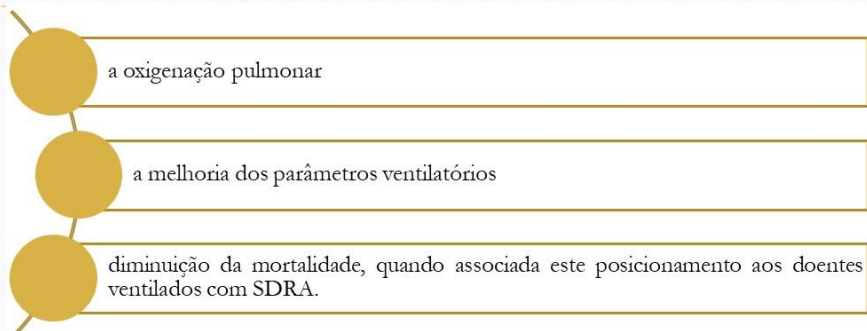 a oxigenação pulmonar
a melhoria dos parâmetros ventilatórios
diminuição da mortalidade, quando associada este posicionamento aos doentes
ventilados com SDRA.